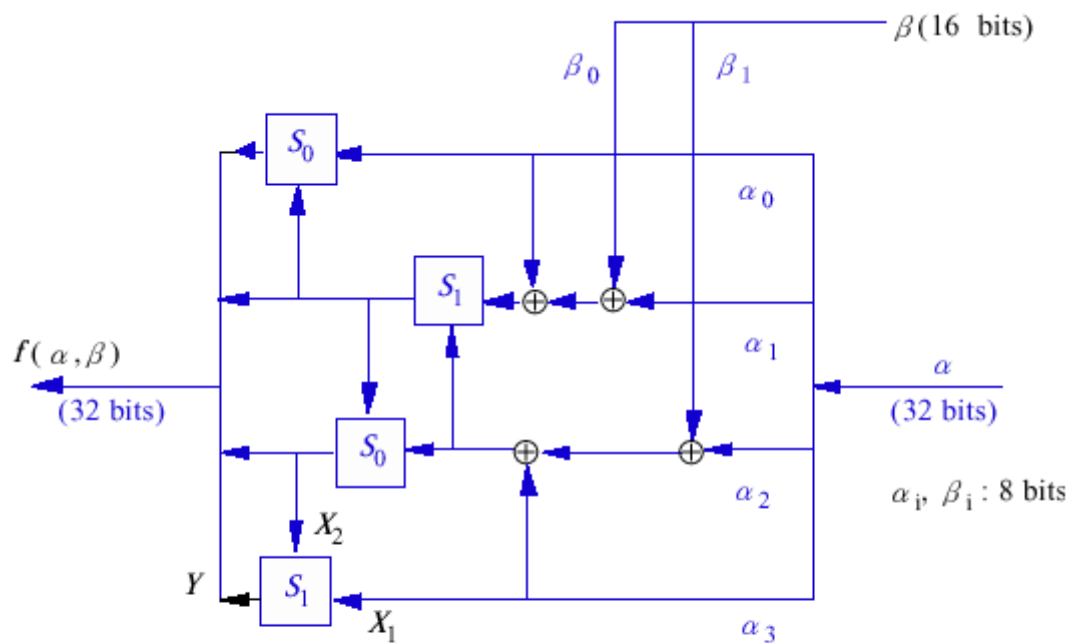 β(16 bits)
β₀
β₁
S₀
α₀
S₁
f(α,β)
α₁
α
(32 bits)
(32 bits)
S₀
α₂
αᵢ, βᵢ : 8 bits
X₂
Y
S₁
X₁
α₃